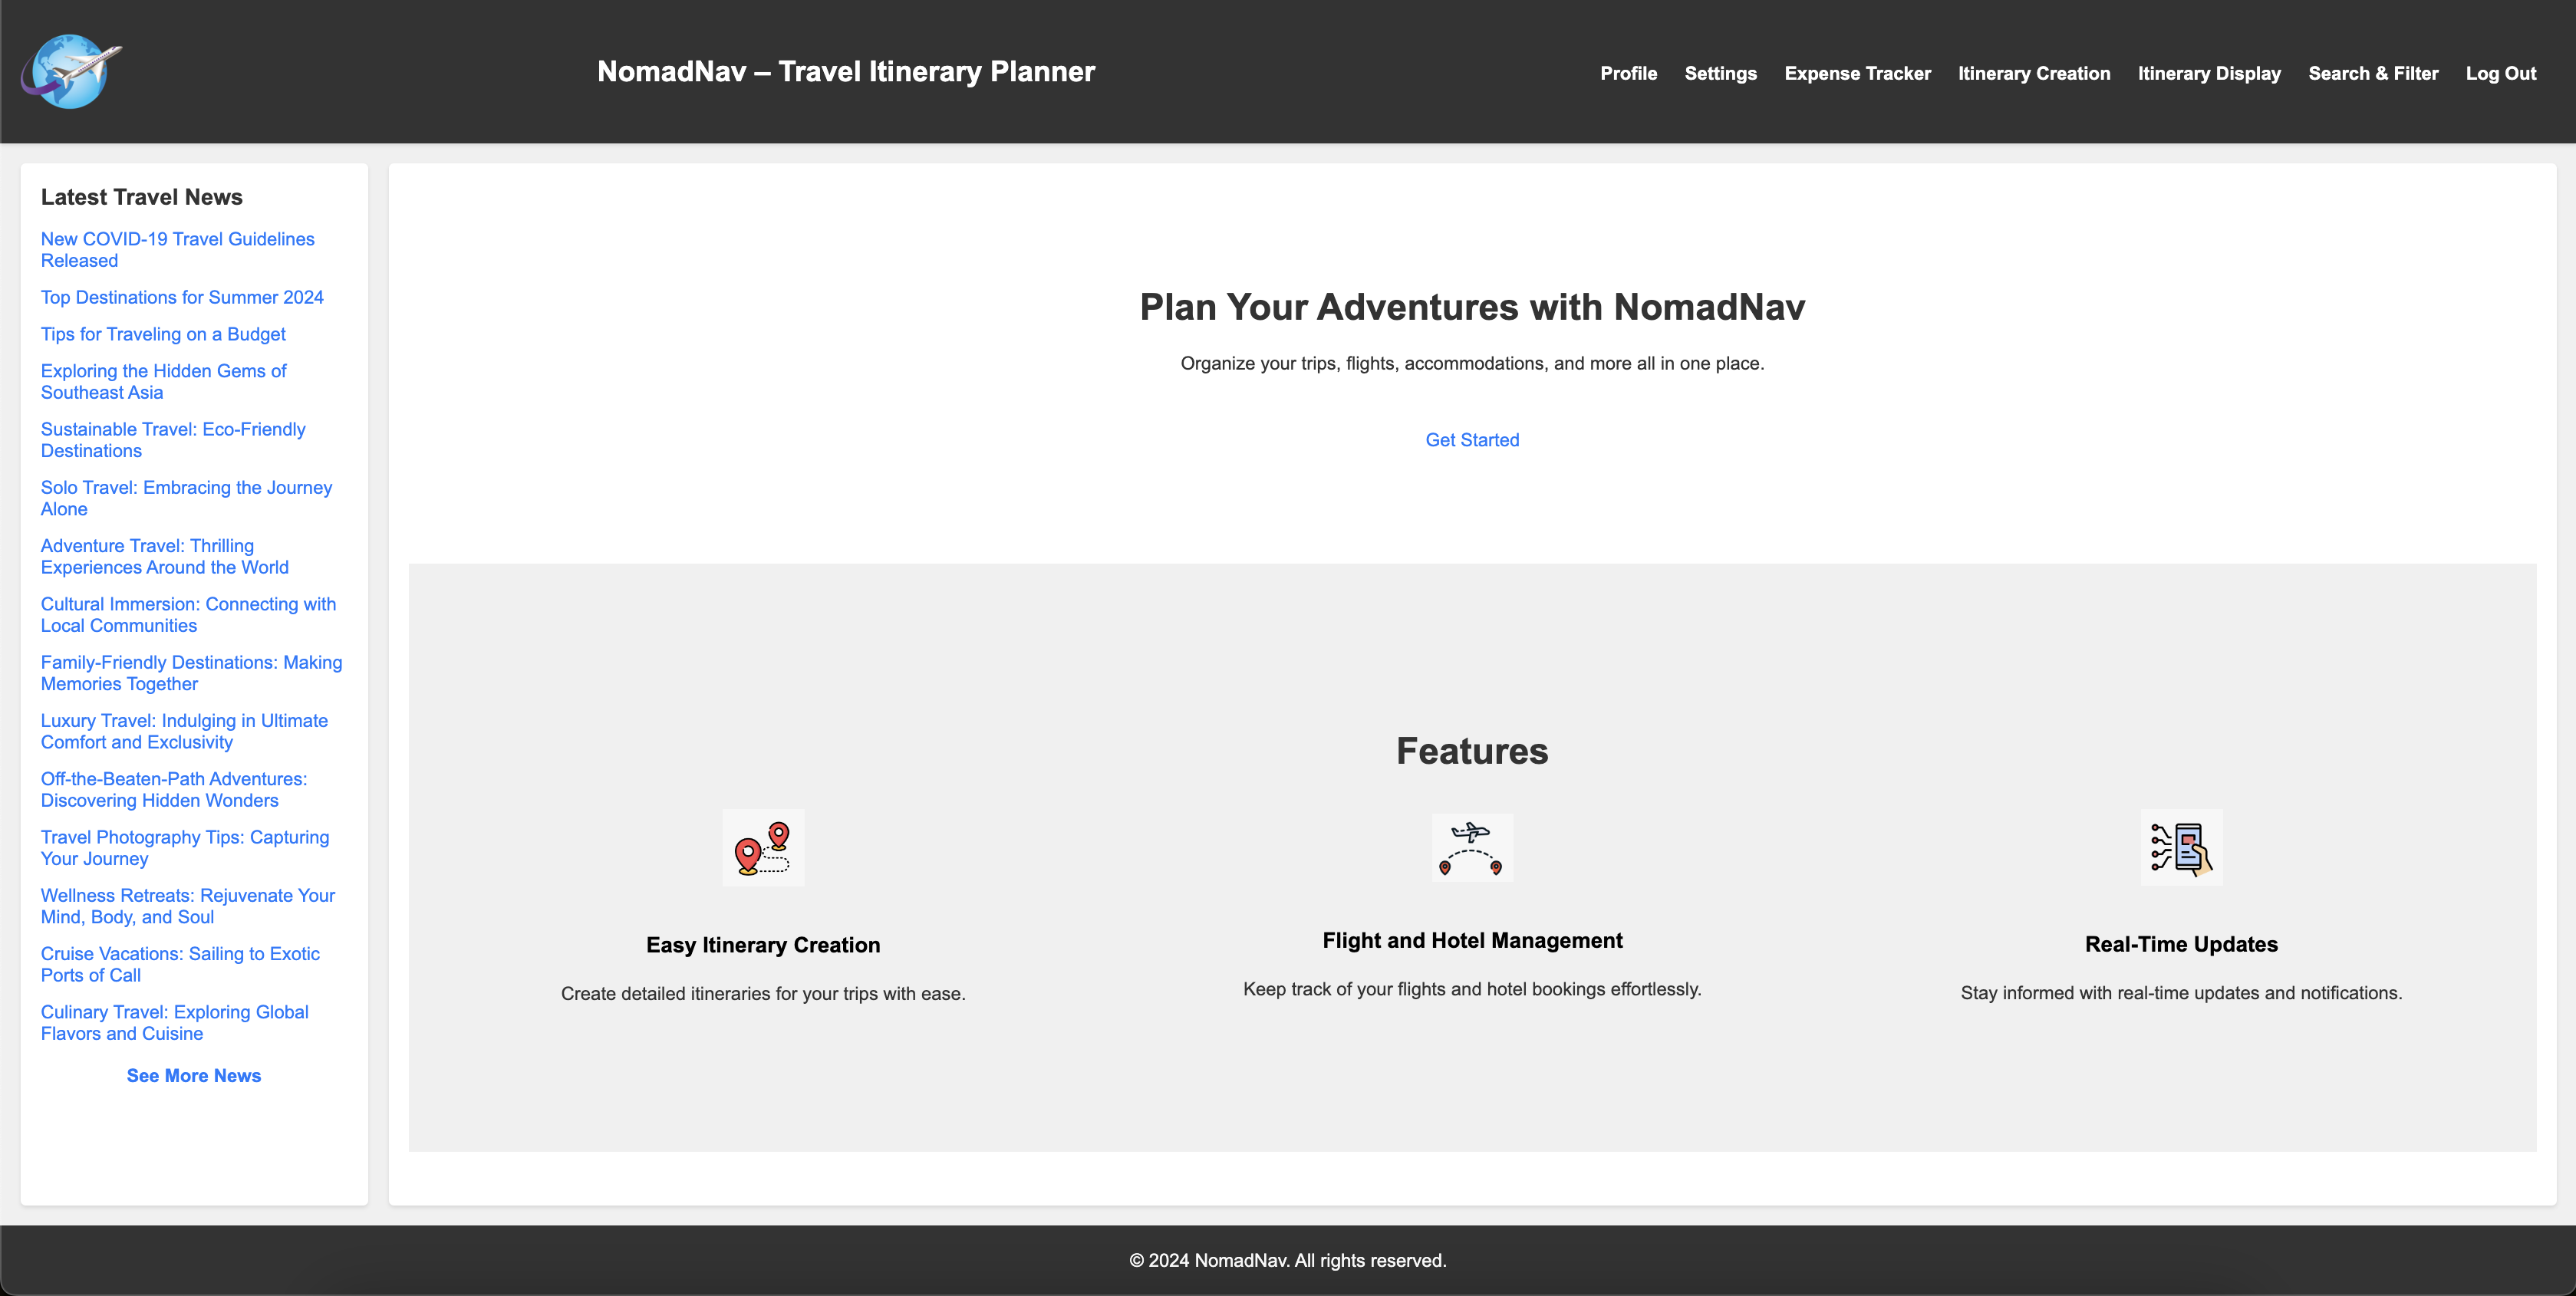 NomadNav – Travel Itinerary Planner
Profile
Settings
Expense Tracker
Itinerary Creation
Itinerary Display
Search & Filter
Log Out
Latest Travel News
New COVID-19 Travel Guidelines
Released
Top Destinations for Summer 2024
Tips for Traveling on a Budget
Exploring the Hidden Gems of
Southeast Asia
Sustainable Travel: Eco-Friendly
Destinations
Solo Travel: Embracing the Journey
Alone
Adventure Travel: Thrilling
Experiences Around the World
Cultural Immersion: Connecting with
Local Communities
Family-Friendly Destinations: Making
Memories Together
Luxury Travel: Indulging in Ultimate
Comfort and Exclusivity
Off-the-Beaten-Path Adventures:
Discovering Hidden Wonders
Travel Photography Tips: Capturing
Your Journey
Wellness Retreats: Rejuvenate Your
Mind, Body, and Soul
Cruise Vacations: Sailing to Exotic
Ports of Call
Culinary Travel: Exploring Global
Flavors and Cuisine
See More News
Plan Your Adventures with NomadNav
Organize your trips, flights, accommodations, and more all in one place.
Get Started
Features
Easy Itinerary Creation
Create detailed itineraries for your trips with ease.
Flight and Hotel Management
Keep track of your flights and hotel bookings effortlessly.
Real-Time Updates
Stay informed with real-time updates and notifications.
© 2024 NomadNav. All rights reserved.